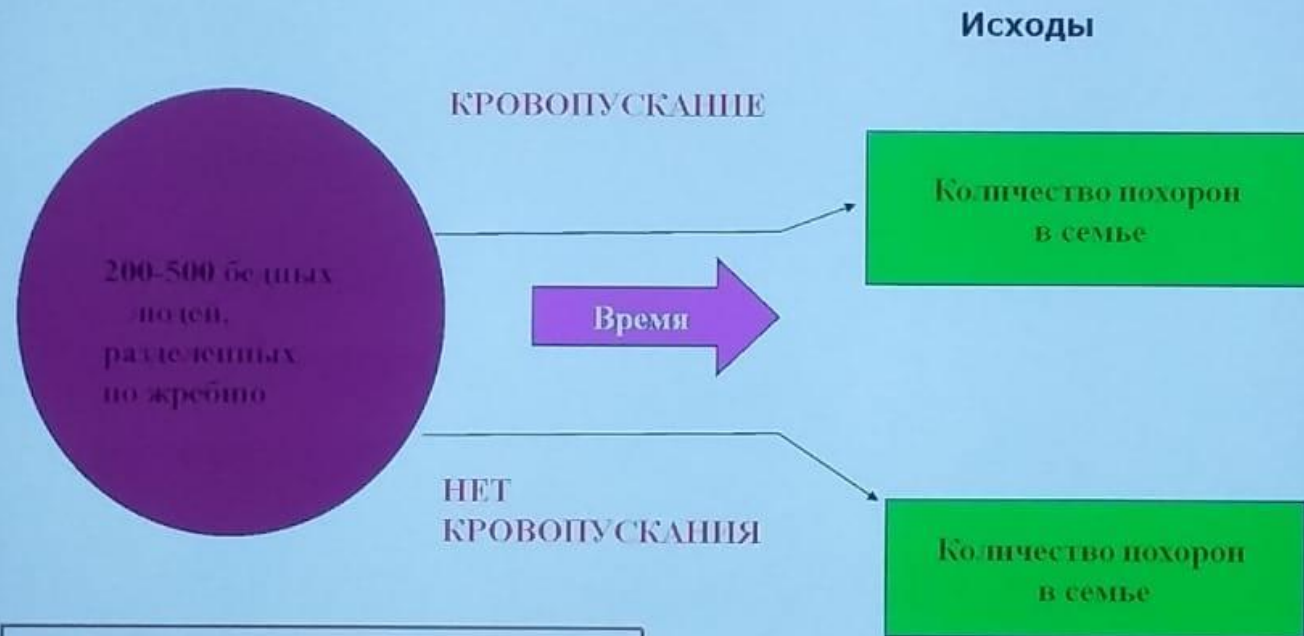 Исходы
КРОВОПУСКАНИЕ
Количество похорон
в семье
200-500 бедных
людей,
разделенных
по жребию
Время
НЕТ
КРОВОПУСКАНИЯ
Количество похорон
в семье